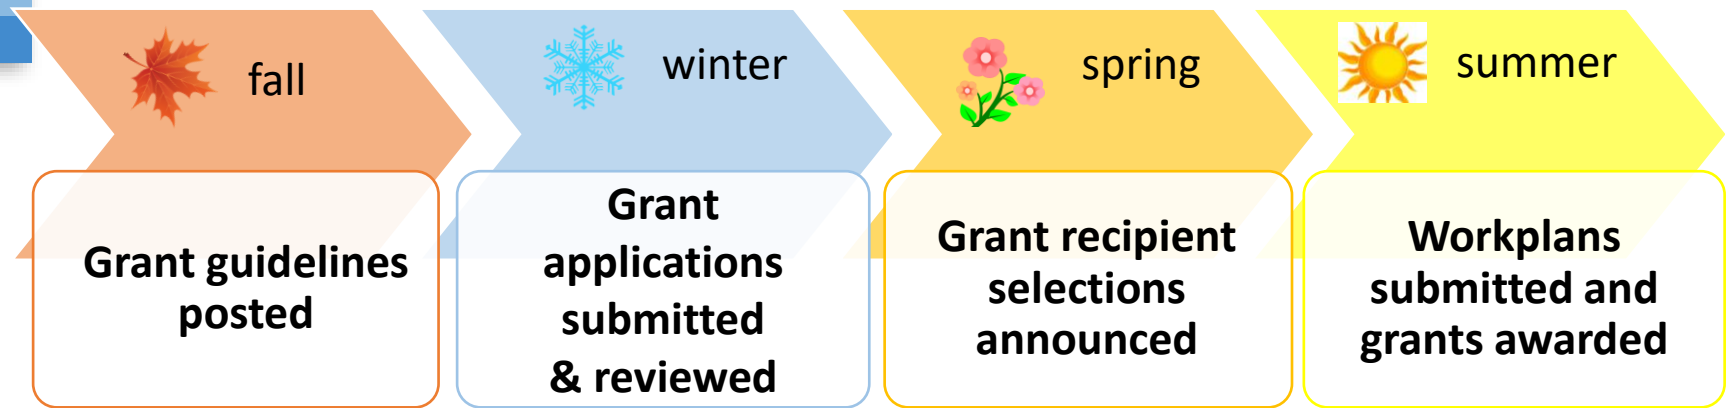 fall
Grant guidelines
posted
winter
Grant
applications
submitted
& reviewed
spring
Grant recipient
selections
announced
summer
Workplans
submitted and
grants awarded